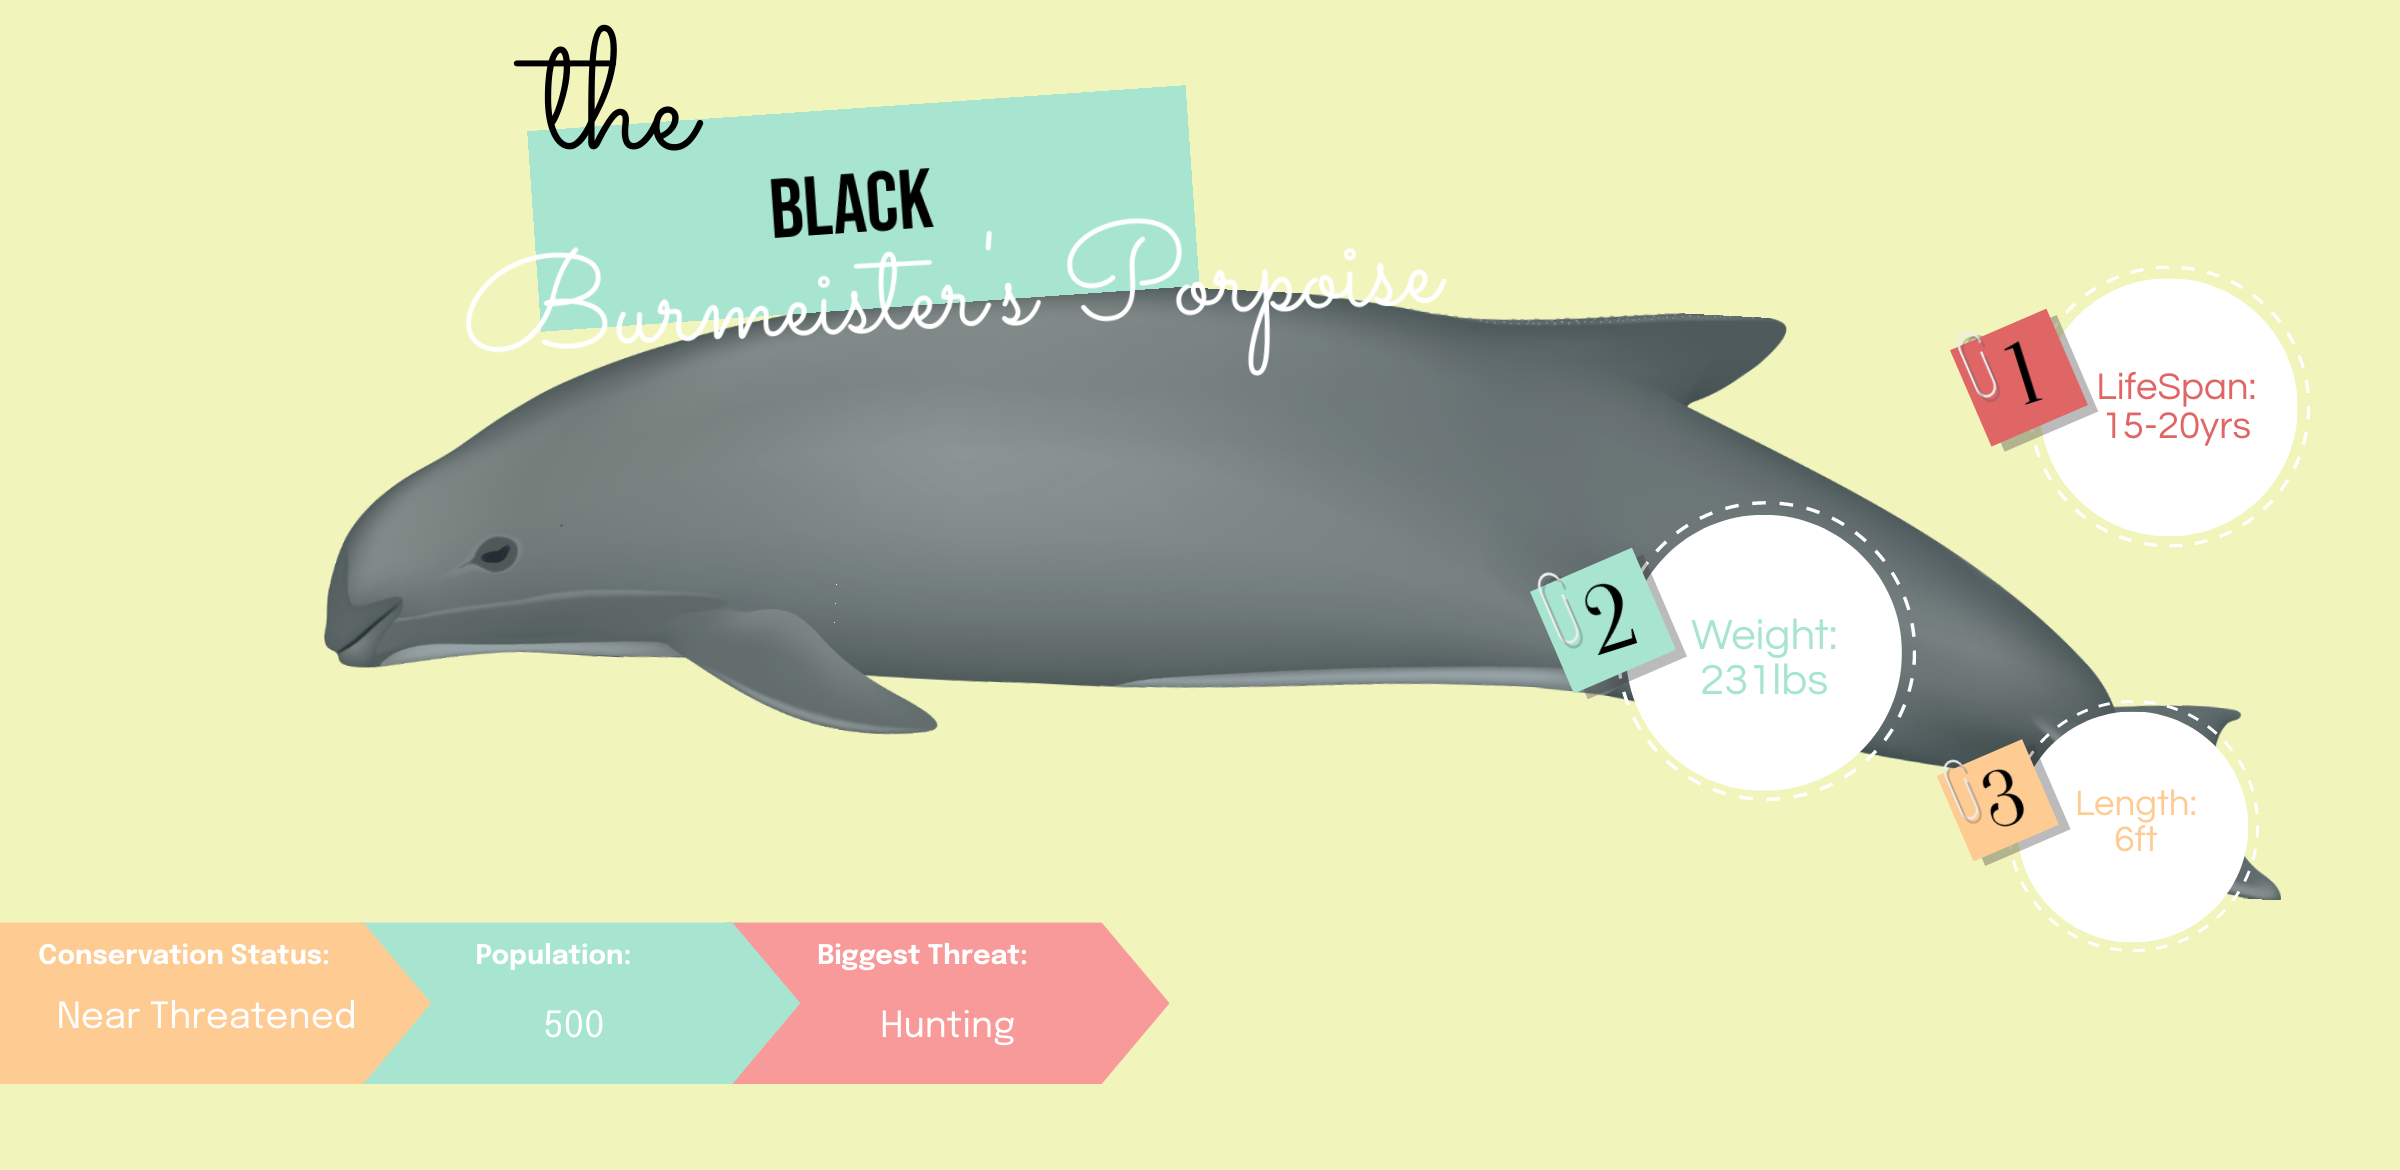 the
BLACK
Burmeister's Porpoise
1
LifeSpan:
15-20yrs
2
Weight:
231lbs
3
Length:
6ft
Conservation Status:
Near Threatened
Population:
500
Biggest Threat:
Hunting